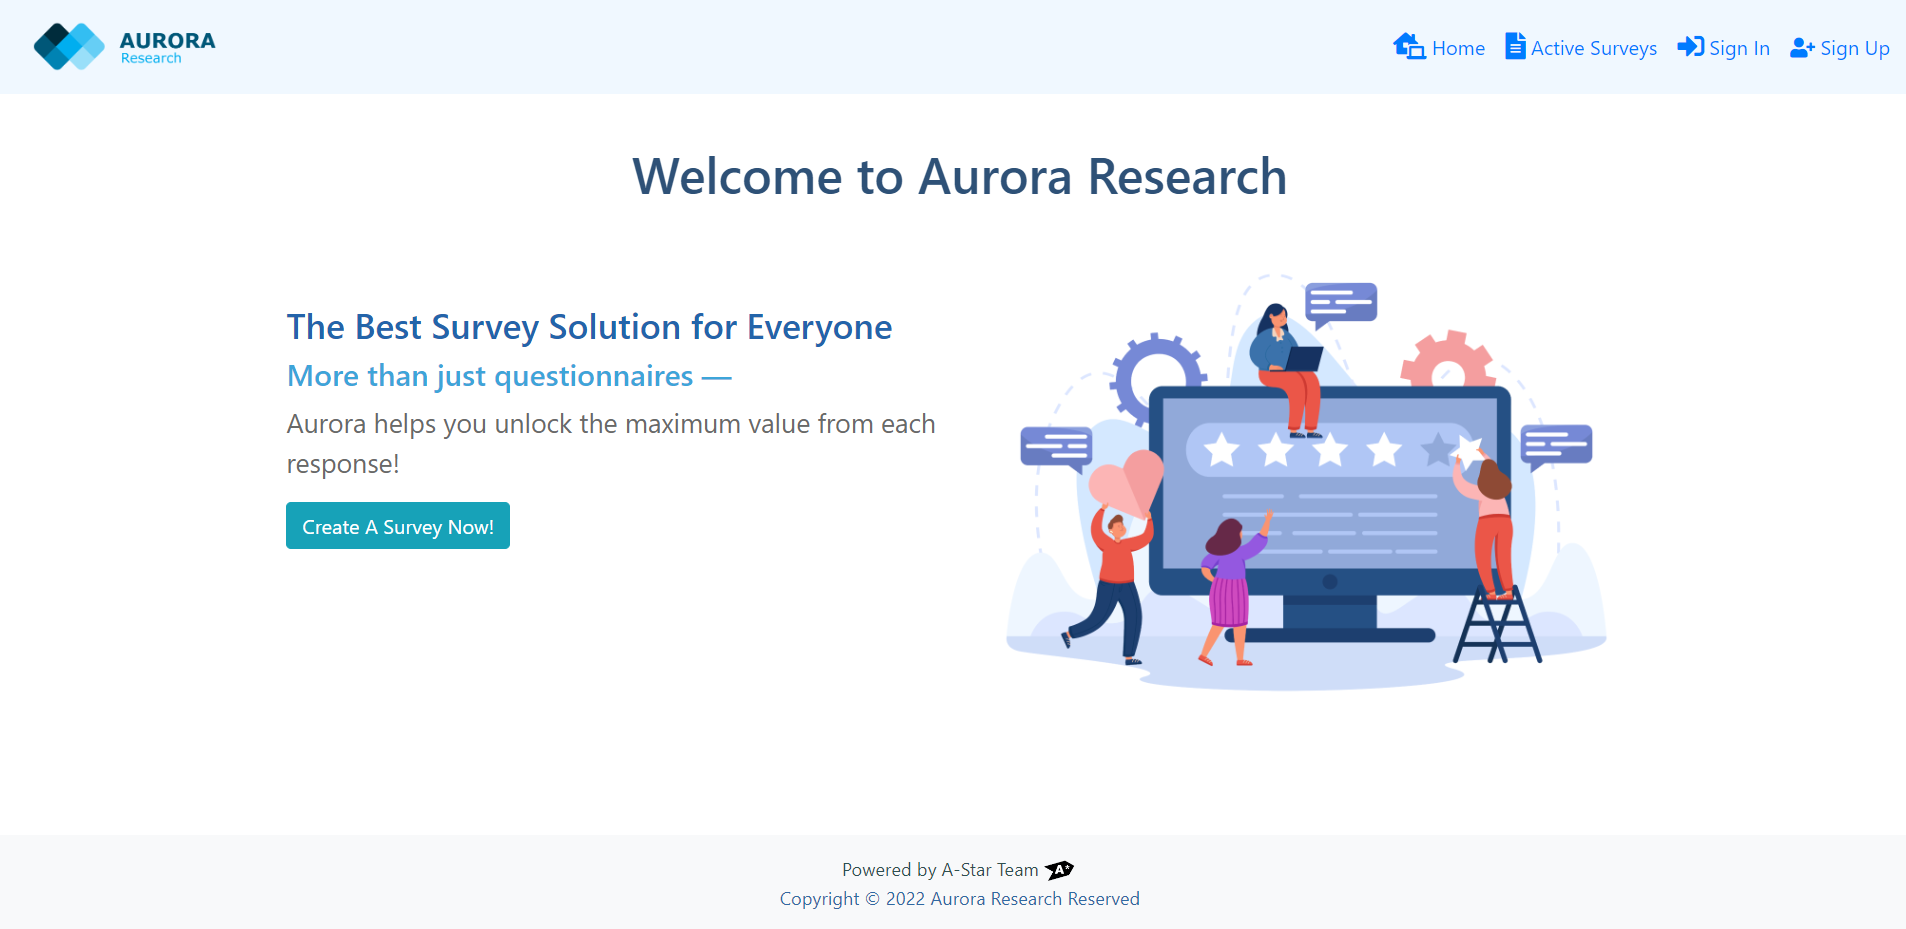 AURORA
Research
Home
Active Surveys
Sign In
Sign Up
Welcome to Aurora Research
The Best Survey Solution for Everyone
More than just questionnaires —
Aurora helps you unlock the maximum value from each
response!
Create A Survey Now!
Powered by A-Star Team A*
Copyright © 2022 Aurora Research Reserved